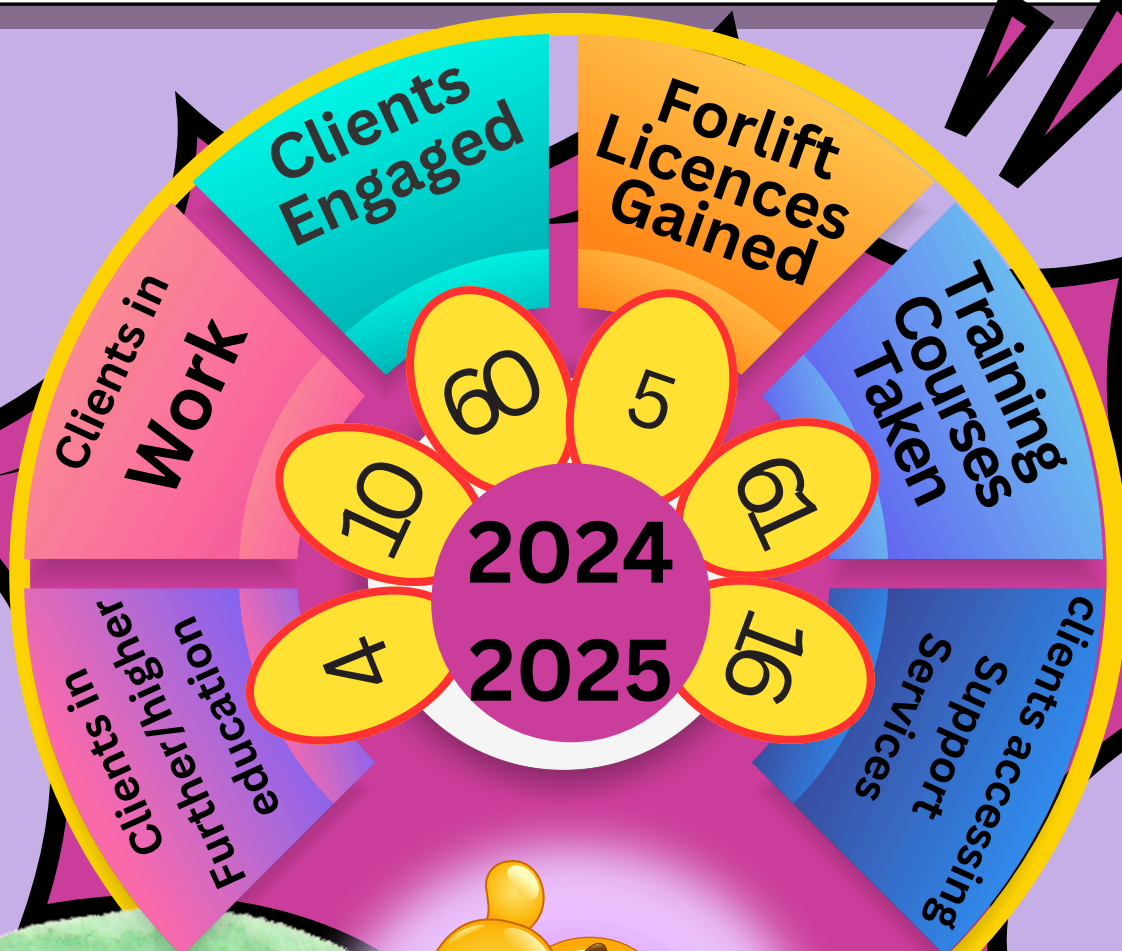 Clients
Engaged
60
Forlift
Licences
Gained
5
Training
Courses
Taken
19
clients accessing
Support
Services
16
Clients in
Further/higher
education
4
Clients in
Work
10
2024
2025